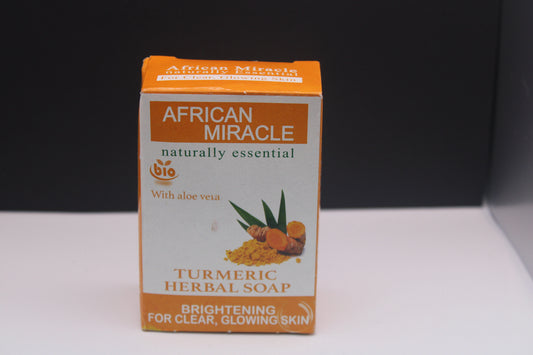 African Miracle
naturally Essential
For Clear, Glowing Skin
AFRICAN
MIRACLE
naturally essential
bio
With aloe vera
TURMERIC
HERBAL SOAP
BRIGHTENING
FOR CLEAR, GLOWING SKIN